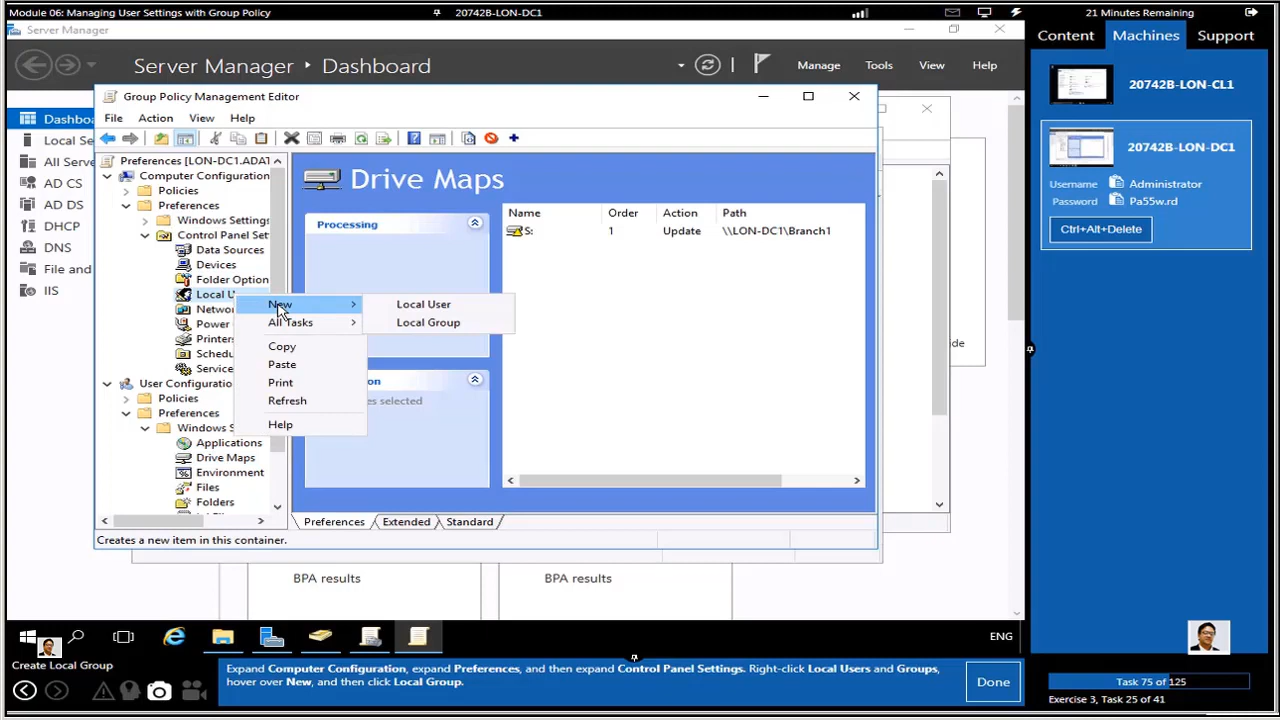 Module 06: Managing User Settings with Group Policy
20742B-LON-DC1
21 Minutes Remaining
Server Manager
Content
Machines
Support
Server Manager
Dashboard
Manage
Tools
View
Help
20742B-LON-CL1
20742B-LON-DC1
Username
Administrator
Password
Pa55w.rd
Ctrl+Alt+Delete
Group Policy Management Editor
File
Action
View
Help
Dashbo
Local Se
All Serve
AD CS
AD DS
DHCP
DNS
File and
IIS
Preferences [LON-DC1.ADAT
Computer Configuration
Policies
Preferences
Windows Settings
Control Panel Set
Data Sources
Devices
Folder Option
Local U
Networ
Power
Printers
Schedu
Service
User Configuratio
Policies
Preferences
Windows S
Applications
Drive Maps
Environment
Files
Folders
New
All Tasks
Copy
Paste
Print
Refresh
Help
Local User
Local Group
Drive Maps
Processing
on
es selected
Name
Order
Action
Path
S:
1
Update
\\LON-DC1\Branch1
ide
Preferences
Extended
Standard
Creates a new item in this container.
BPA results
BPA results
ENG
Create Local Group
Expand Computer Configuration, expand Preferences, and then expand Control Panel Settings. Right-click Local Users and Groups,
hover over New, and then click Local Group.
Done
Task 75 of 125
Exercise 3, Task 25 of 41